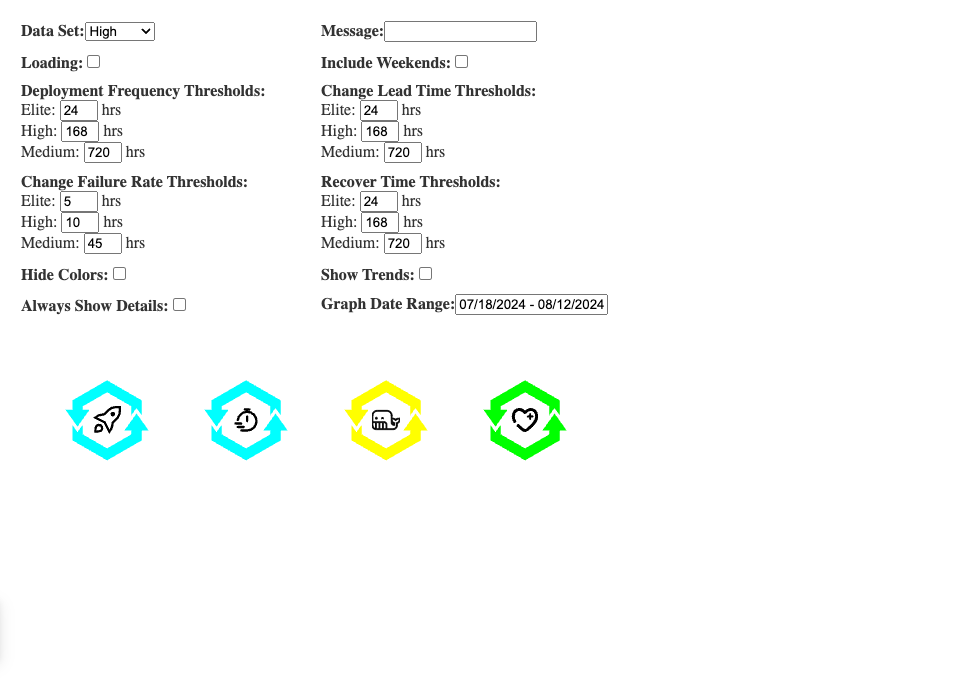 Data Set: High
Message:
Loading:
Include Weekends:
Deployment Frequency Thresholds:
Elite: 24 hrs
High: 168 hrs
Medium: 720 hrs
Change Lead Time Thresholds:
Elite: 24 hrs
High: 168 hrs
Medium: 720 hrs
Change Failure Rate Thresholds:
Elite: 5 hrs
High: 10 hrs
Medium: 45 hrs
Recover Time Thresholds:
Elite: 24 hrs
High: 168 hrs
Medium: 720 hrs
Hide Colors:
Show Trends:
Always Show Details:
Graph Date Range: 07/18/2024 - 08/12/2024